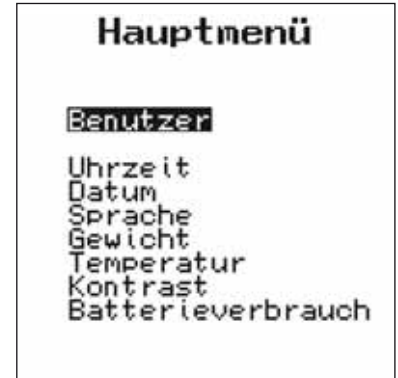 Hauptmenü
Benutzer
Uhrzeit
Datum
Sprache
Gewicht
Temperatur
Kontrast
Batterieverbrauch